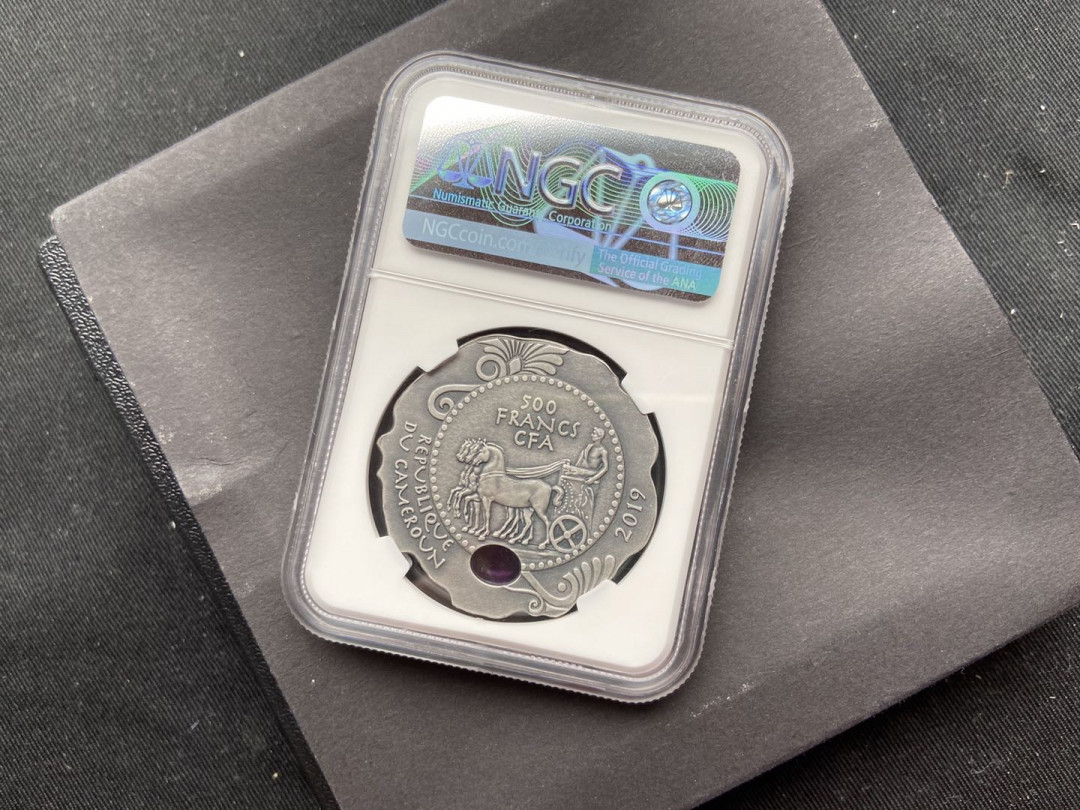 NGC
Numismatic Guaranty Corporation
NGCcoin.com/verify
The Official Grading
Service of the ANA
500
FRANCS
CFA
REPUBLIQUE
DU CAMEROUN
2019